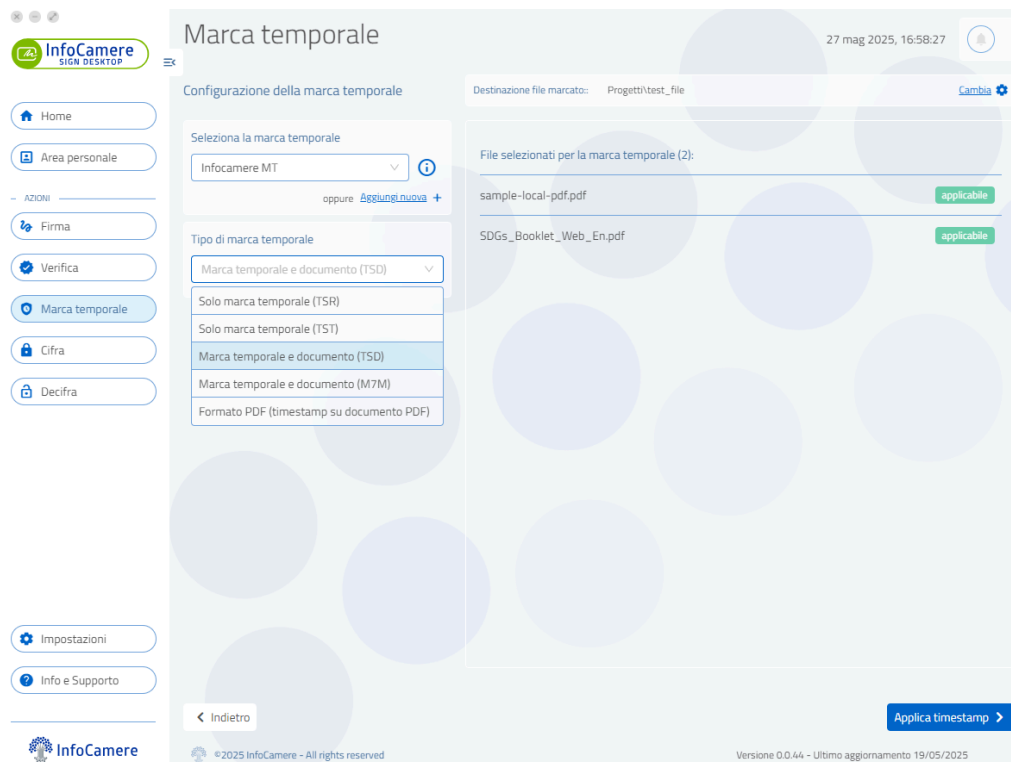 InfoCamere
SIGN DESKTOP
Home
Area personale
AZIONI
Firma
Verifica
Marca temporale
Cifra
Decifra
Impostazioni
Info e Supporto
InfoCamere
Marca temporale
27 mag 2025, 16:58:27
Configurazione della marca temporale
Seleziona la marca temporale
Infocamere MT
oppure Aggiungi nuova +
Tipo di marca temporale
Marca temporale e documento (TSD)
Solo marca temporale (TSR)
Solo marca temporale (TST)
Marca temporale e documento (TSD)
Marca temporale e documento (M7M)
Formato PDF (timestamp su documento PDF)
Destinazione file marcato:: Progetti\test_file Cambia
File selezionati per la marca temporale (2):
sample-local-pdf.pdf applicabile
SDGs_Booklet_Web_En.pdf applicabile
Indietro
Applica timestamp
©2025 InfoCamere - All rights reserved
Versione 0.0.44 - Ultimo aggiornamento 19/05/2025